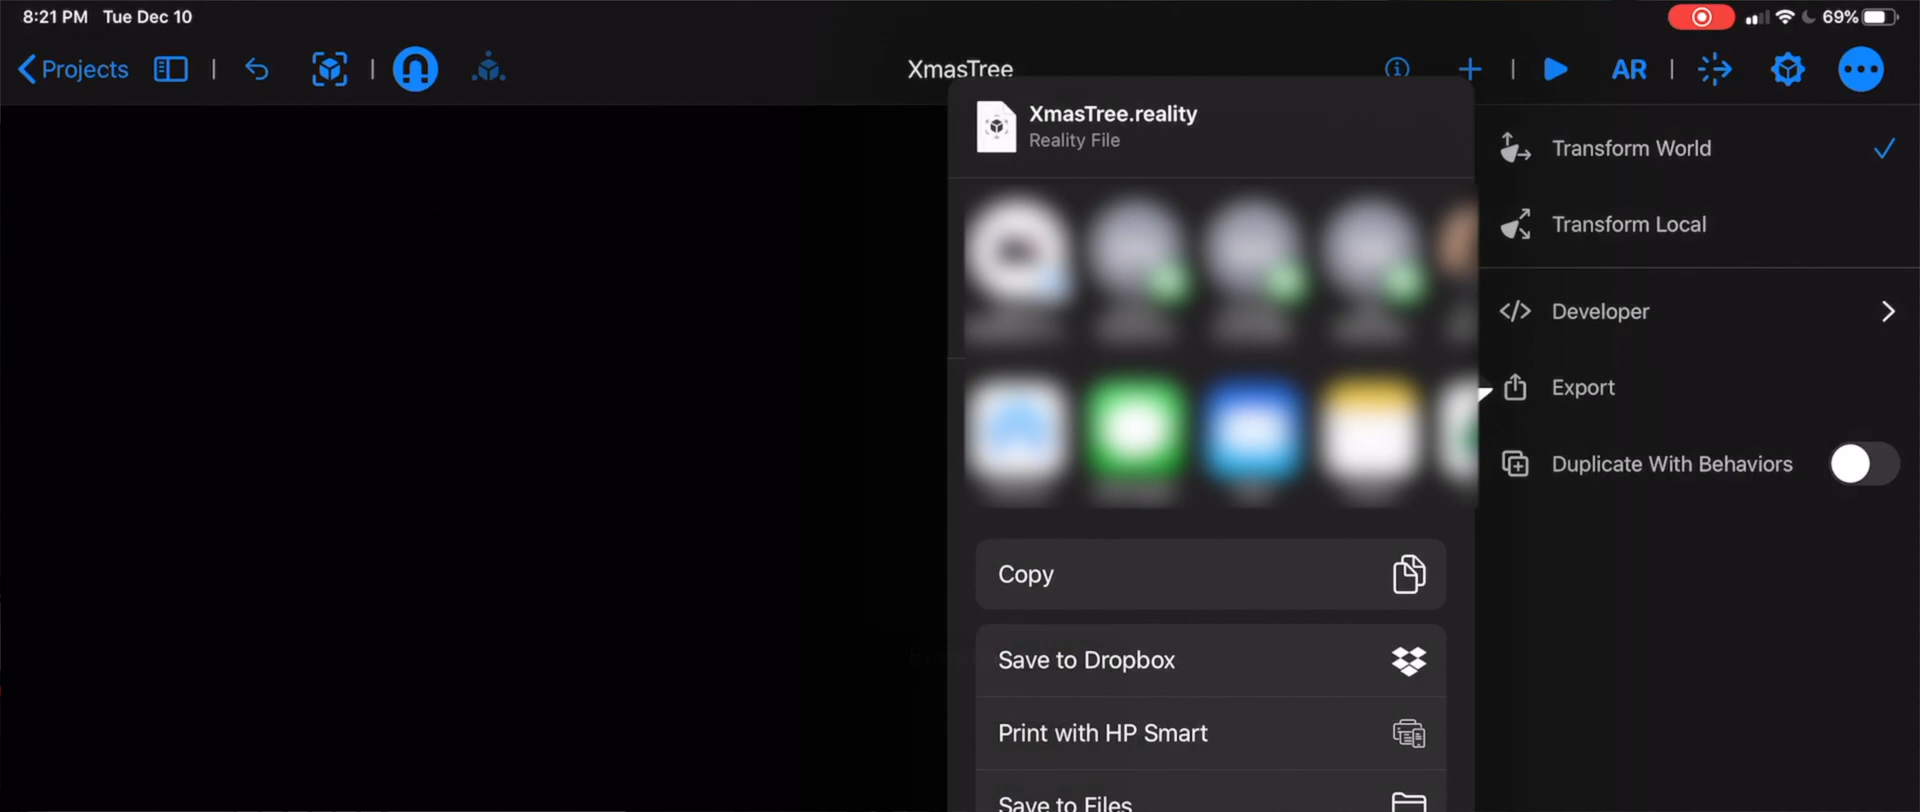 8:21 PM Tue Dec 10
69%
Projects
XmasTree
AR
XmasTree.reality
Reality File
Transform World
Transform Local
Developer
Export
Duplicate With Behaviors
Copy
Save to Dropbox
Print with HP Smart
Save to Files